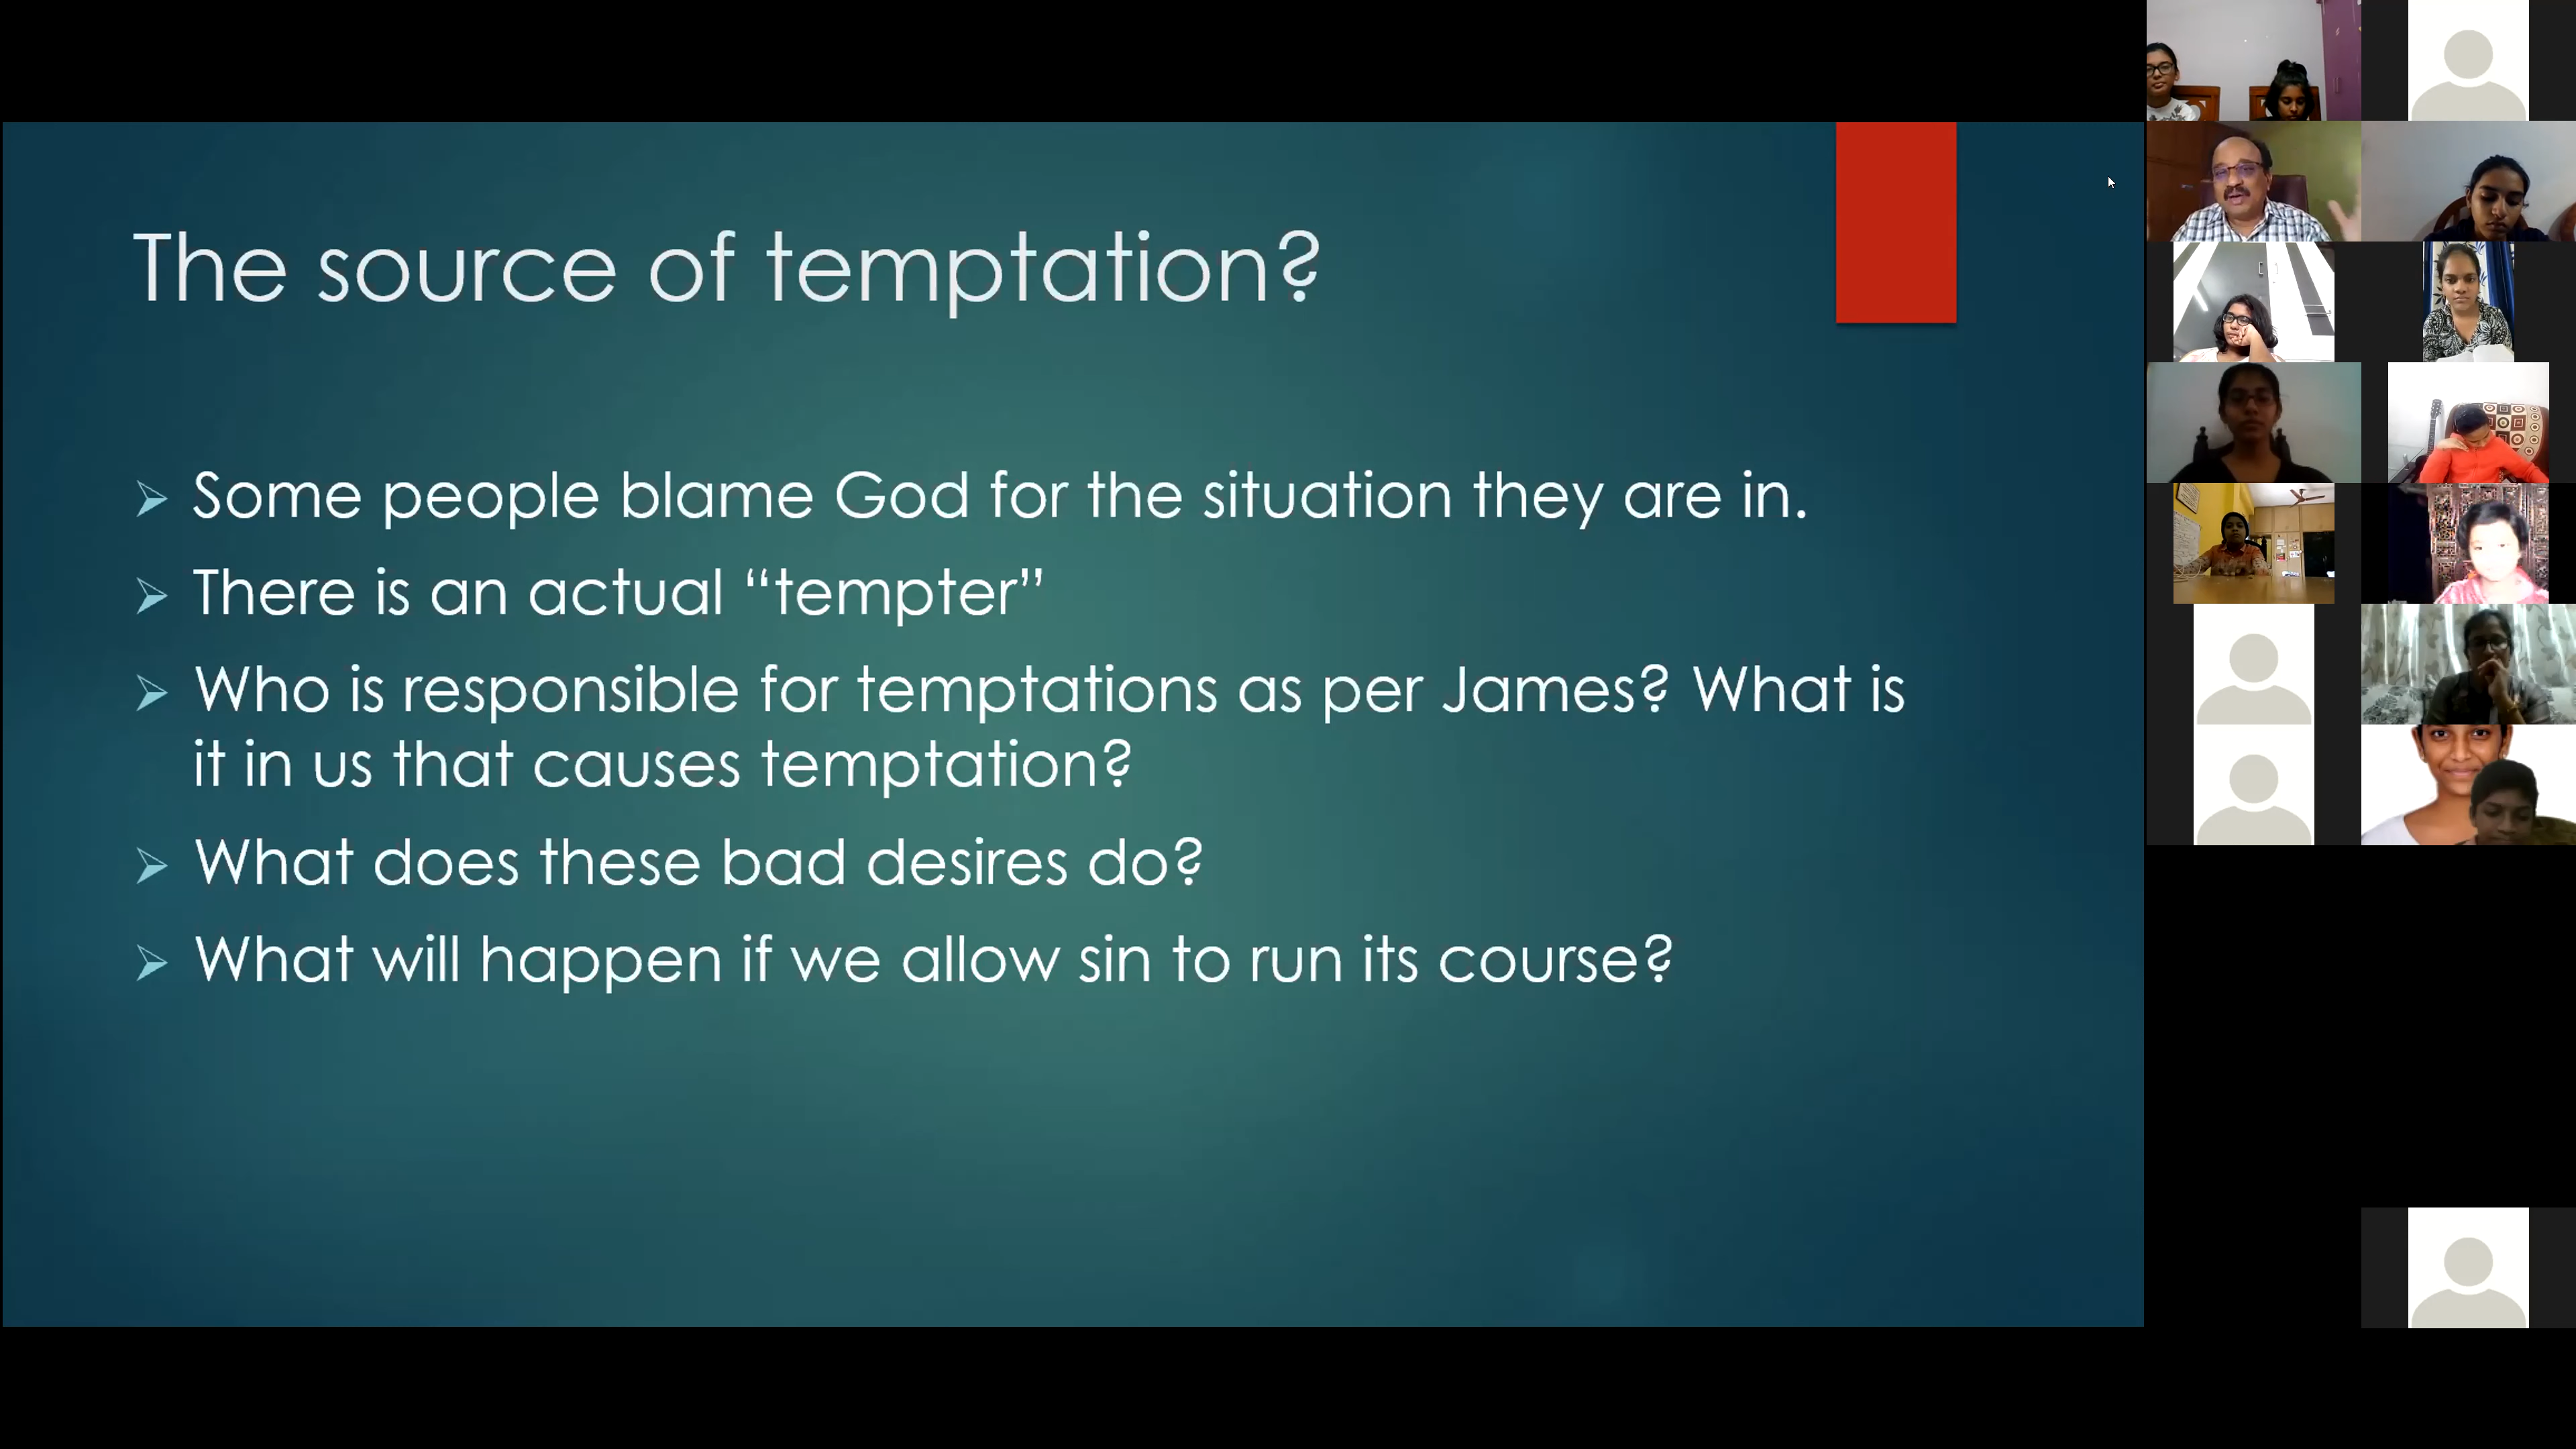 The source of temptation?
Some people blame God for the situation they are in.
There is an actual “tempter”
Who is responsible for temptations as per James? What is
it in us that causes temptation?
What does these bad desires do?
What will happen if we allow sin to run its course?